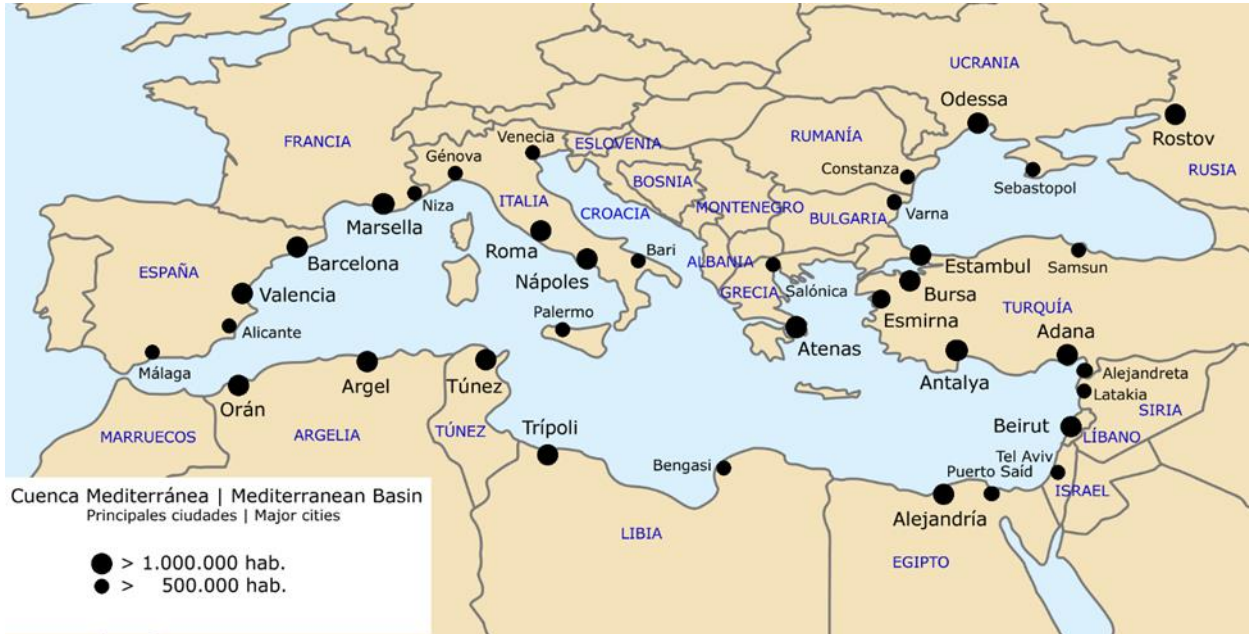 UCRANIA
Odessa
Rostov
FRANCIA
Venecia
ESLOVENIA
RUMANÍA
Génova
Constanza
RUSIA
BOSNIA
Sebastopol
Niza
ITALIA
CROACIA
MONTENEGRO
BULGARIA
Varna
Marsella
Roma
Bari
ALBANIA
Estambul
Samsun
ESPAÑA
Barcelona
Nápoles
GRECIA
Salónica
Bursa
Valencia
Palermo
Esmirna
TURQUÍA
Alicante
Atenas
Adana
Málaga
Argel
Túnez
Antalya
Alejandreta
Orán
Latakia
SIRIA
MARRUECOS
ARGELIA
TÚNEZ
Trípoli
Beirut
LÍBANO
Bengasi
Tel Aviv
Puerto Saíd
ISRAEL
Alejandría
LIBIA
EGIPTO
Cuenca Mediterránea | Mediterranean Basin
Principales ciudades | Major cities
> 1.000.000 hab.
> 500.000 hab.